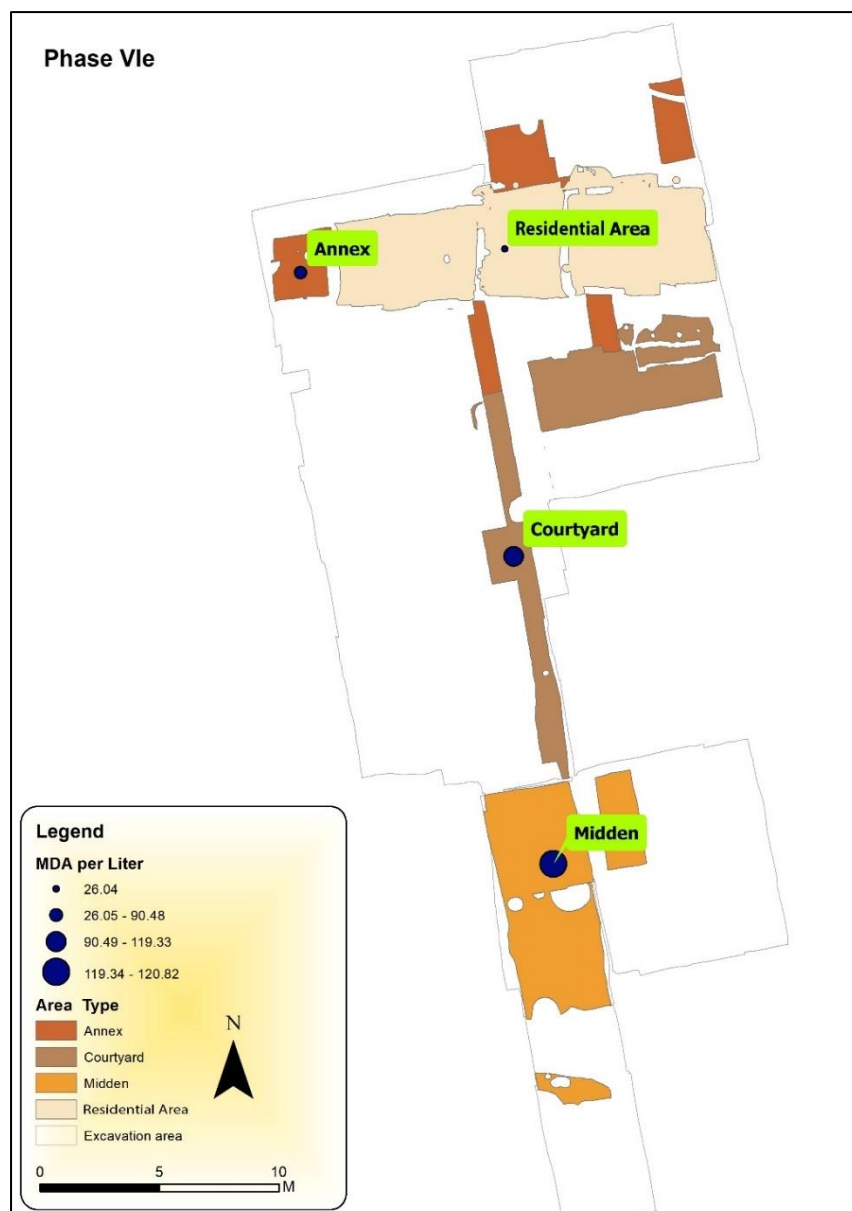 Phase VIe
Residential Area
Annex
Courtyard
Midden
Legend
MDA per Liter
26.04
26.05 - 90.48
90.49 - 119.33
119.34 - 120.82
Area Type
Annex
Courtyard
Midden
Residential Area
Excavation area
N
0 5 10
M